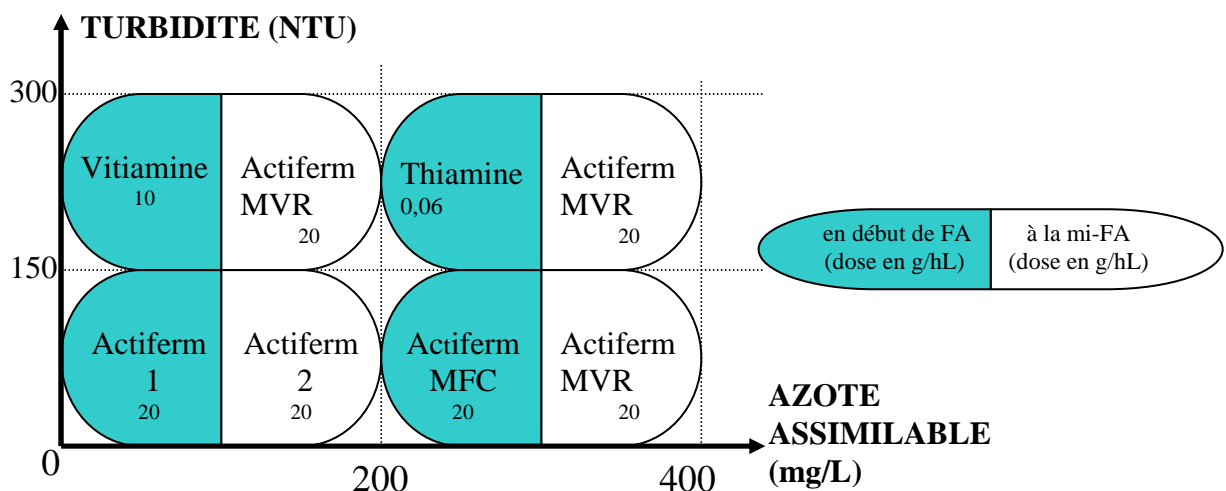 TURBIDITE (NTU)
300
Vitiamine
10
Actiferm
MVR
20
Thiamine
0,06
Actiferm
MVR
20
150
Actiferm
1
20
Actiferm
2
20
Actiferm
MFC
20
Actiferm
MVR
20
en début de FA
(dose en g/hL)
à la mi-FA
(dose en g/hL)
0
200
400
AZOTE
ASSIMILABLE
(mg/L)